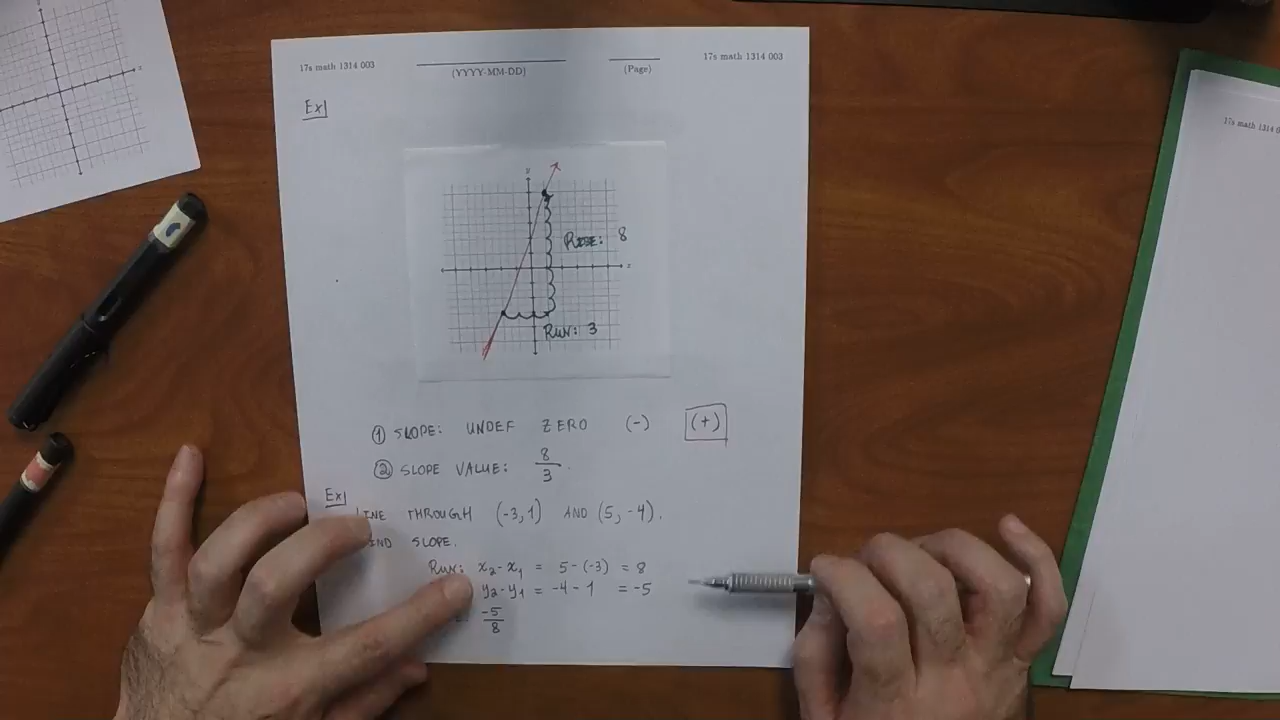 17s math 1314 003
(YYYY-MM-DD)
(Page)
17s math 1314 003
Ex
y
RISE: 8
x
RUN: 3
① SLOPE: UNDEF ZERO (-) (+)
② SLOPE VALUE: 8/3.
Ex
LINE THROUGH (-3,1) AND (5,-4).
FIND SLOPE.
RUN: x₂-x₁ = 5-(-3) = 8
y₂-y₁ = -4-1 = -5
-5/8
17s math 1314 0